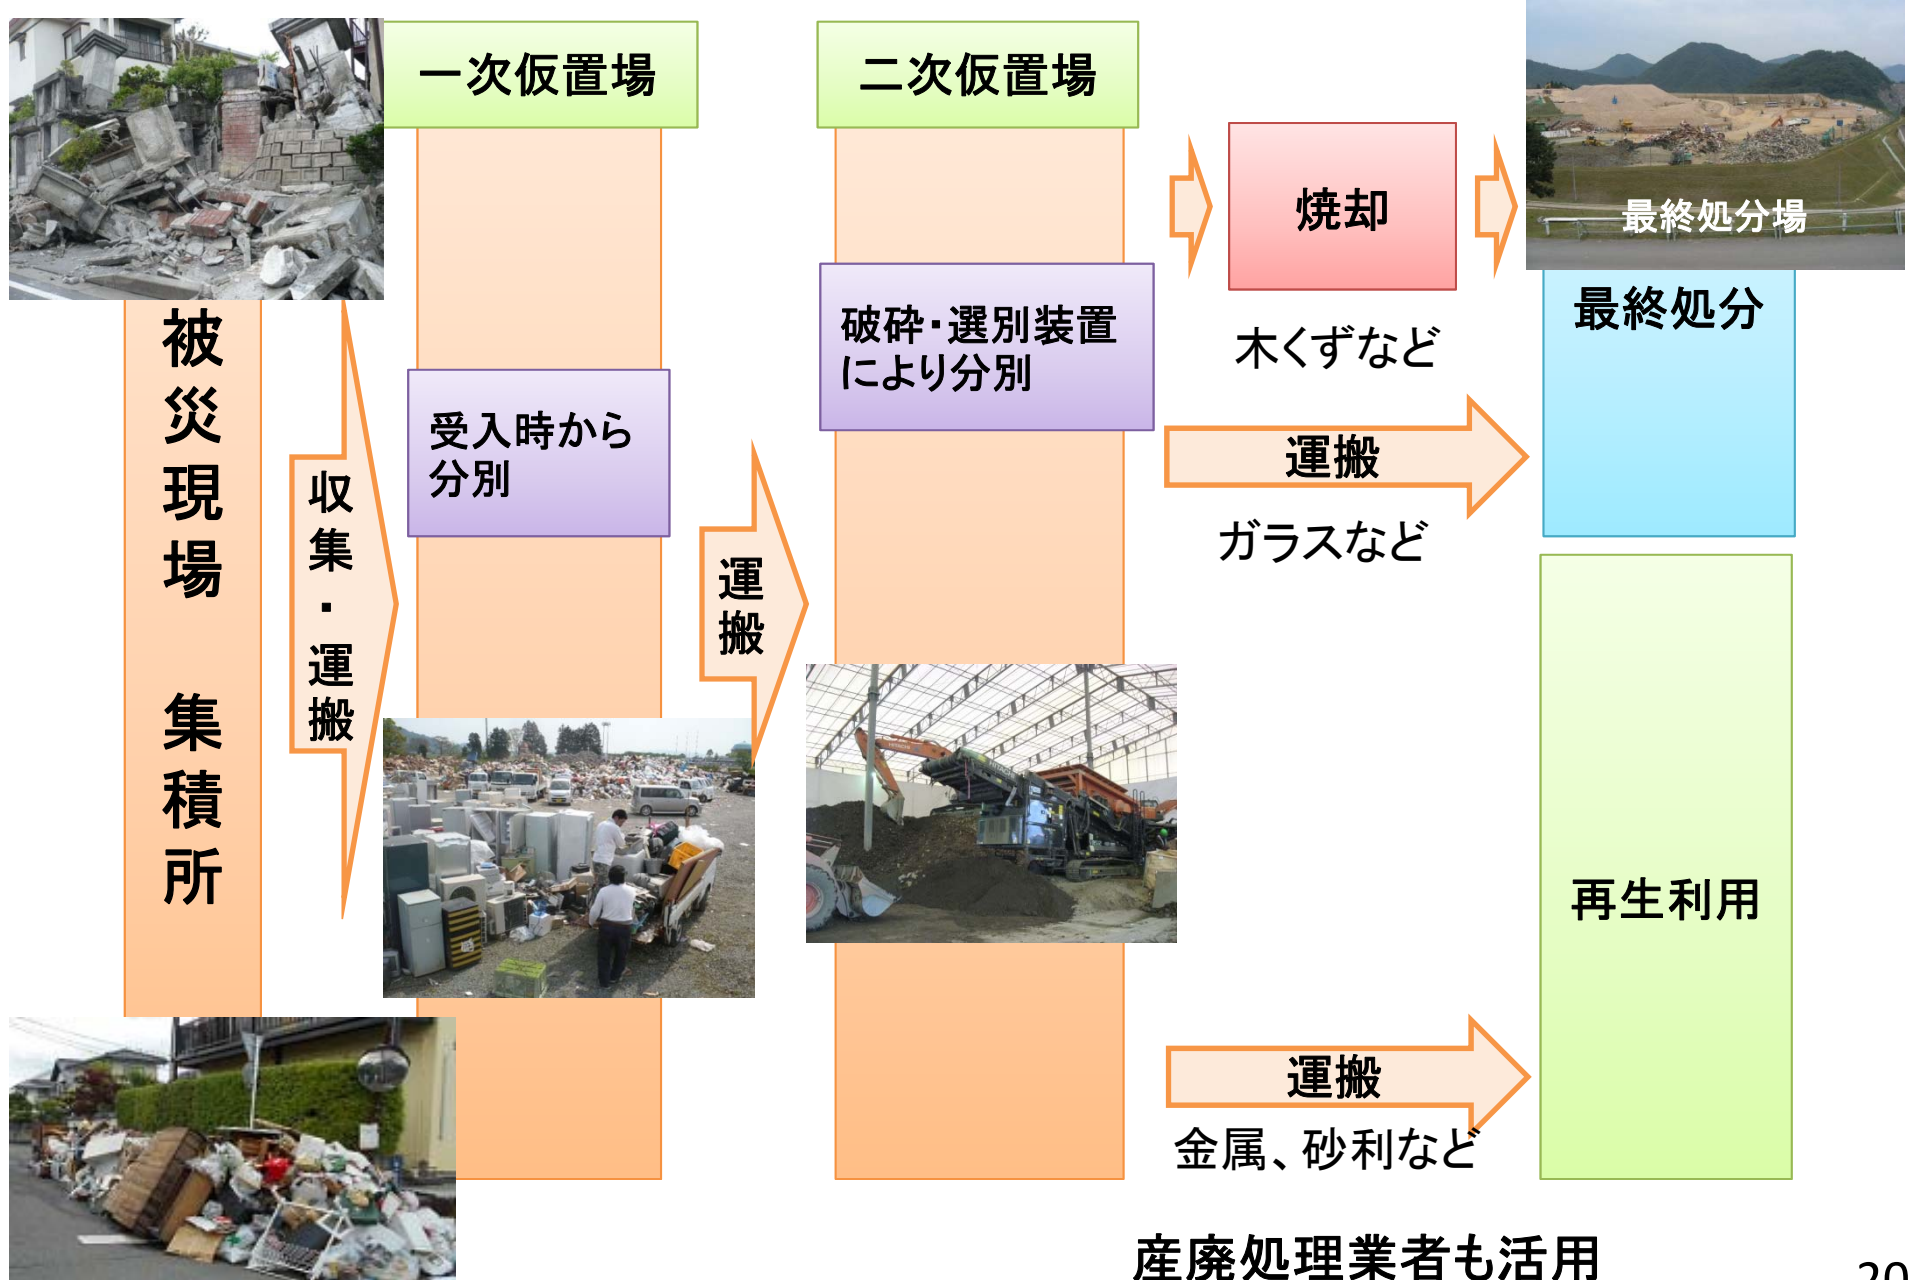 一次仮置場
二次仮置場
焼却
最終処分場
最終処分
被災現場 集積所
収集・運搬
受入時から
分別
運搬
破砕・選別装置
により分別
木くずなど
運搬
ガラスなど
再生利用
運搬
金属、砂利など
産廃処理業者も活用
20